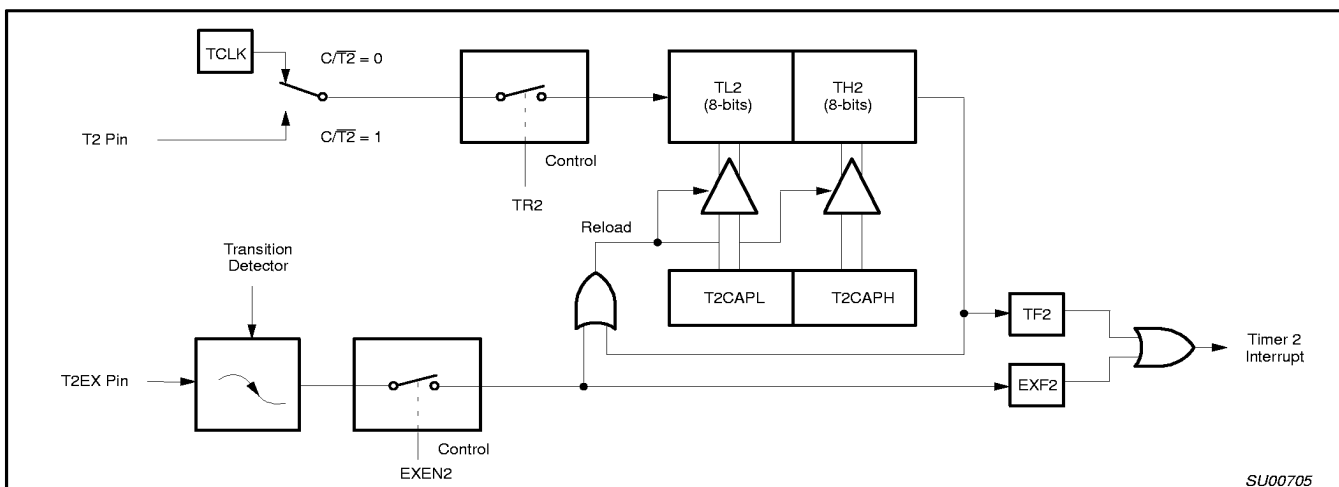 TCLK
C/T2 = 0
T2 Pin
C/T2 = 1
Control
TR2
TL2
(8-bits)
TH2
(8-bits)
Reload
Transition
Detector
T2CAPL
T2CAPH
T2EX Pin
Control
EXEN2
TF2
EXF2
Timer 2
Interrupt
SU00705